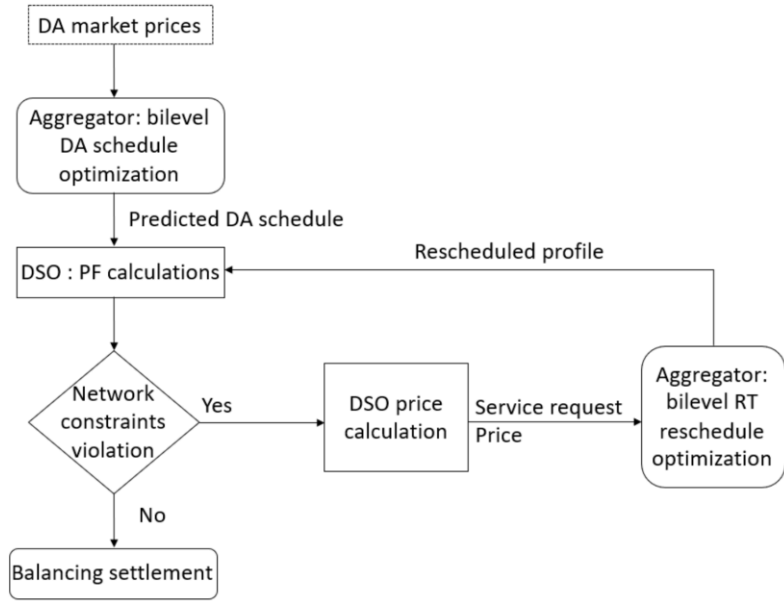 DA market prices
Aggregator: bilevel
DA schedule
optimization
Predicted DA schedule
DSO : PF calculations
Rescheduled profile
Network
constraints
violation
Yes
DSO price
calculation
Service request
Price
Aggregator:
bilevel RT
reschedule
optimization
No
Balancing settlement